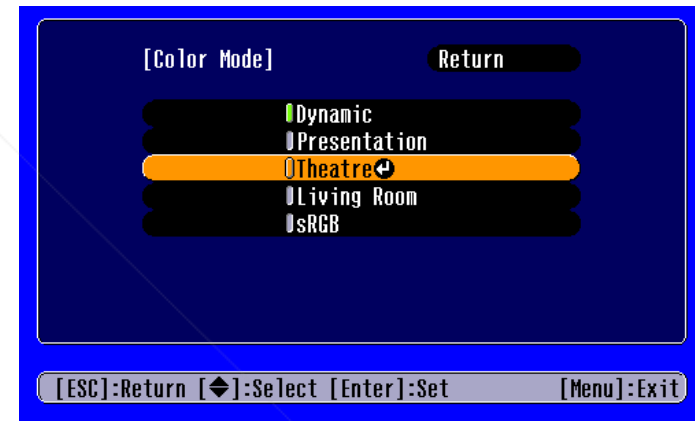 [Color Mode] Return
Dynamic
Presentation
Theatre
Living Room
sRGB
[ESC]:Return [◆]:Select [Enter]:Set [Menu]:Exit